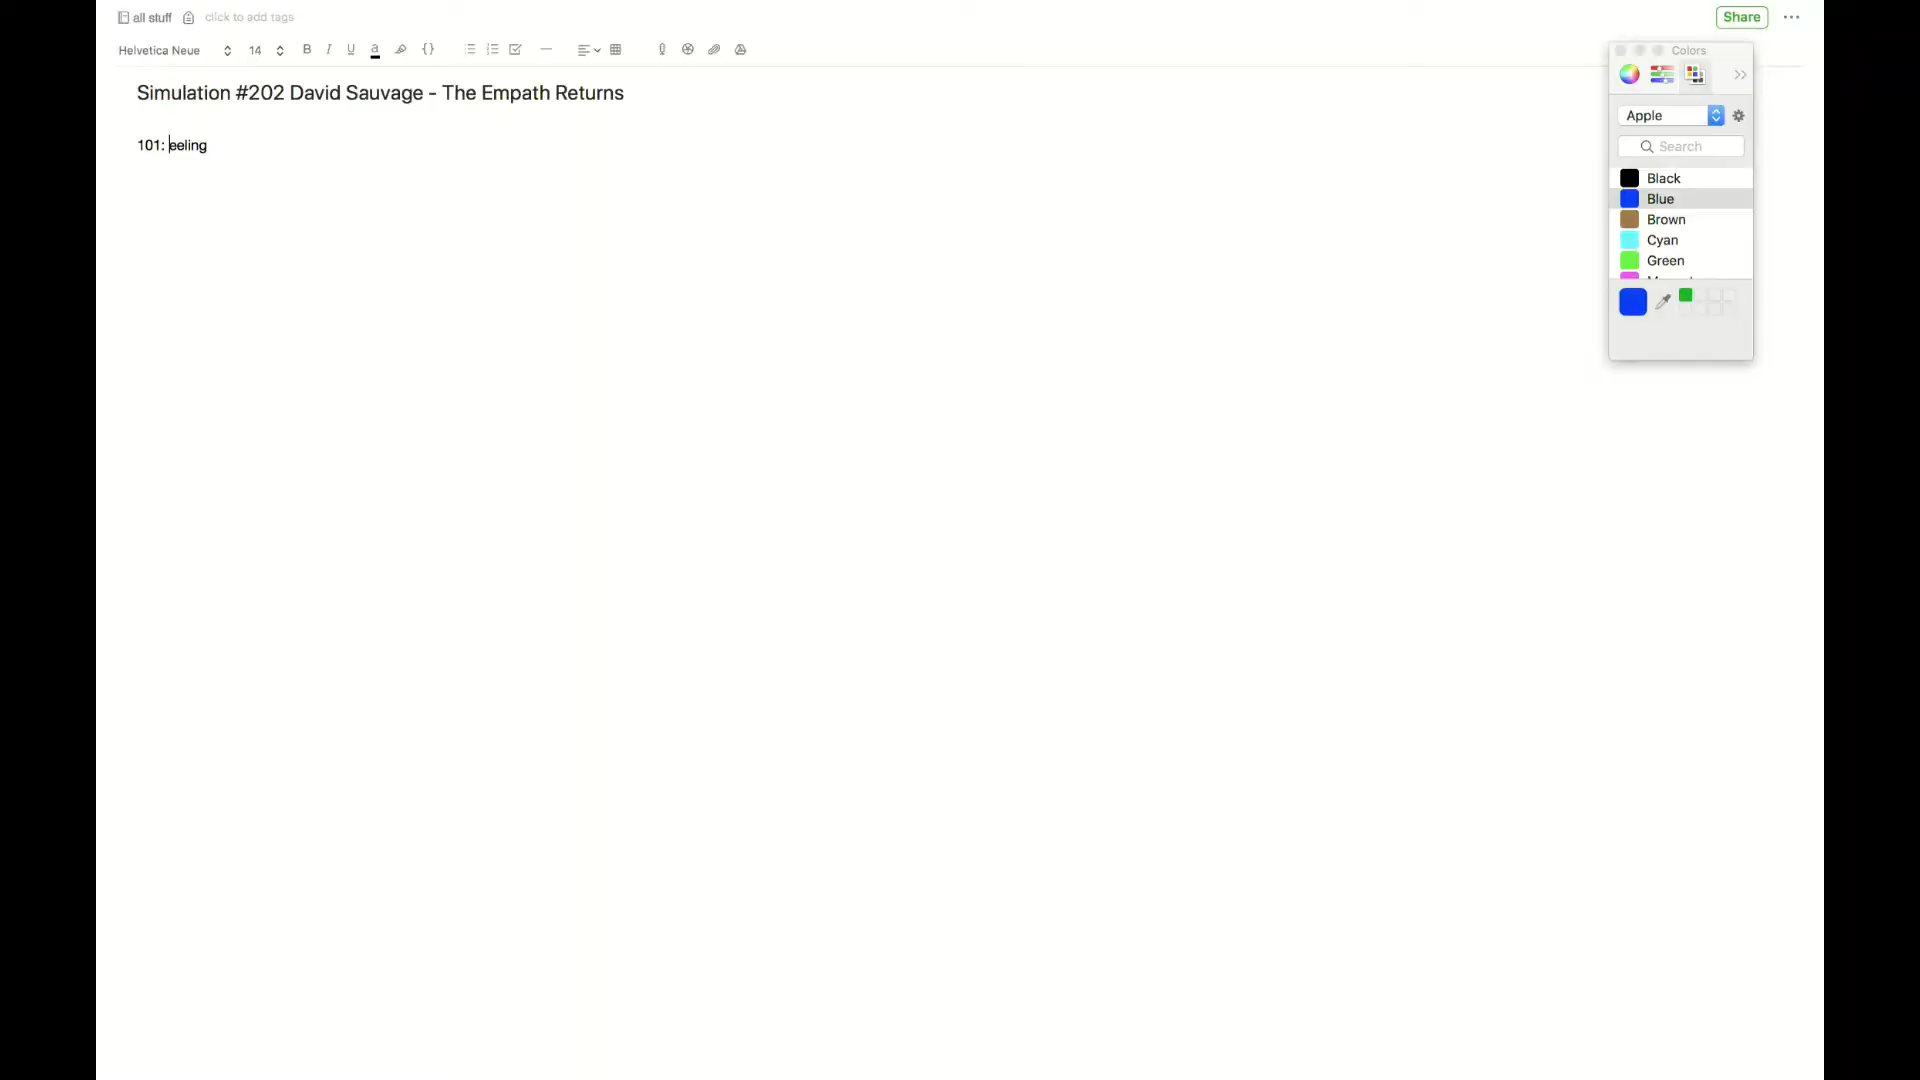 all stuff click to add tags Share
Helvetica Neue 14 B I U a {}
Colors
Simulation #202 David Sauvage - The Empath Returns
Apple
101: eeling
Search
Black
Blue
Brown
Cyan
Green